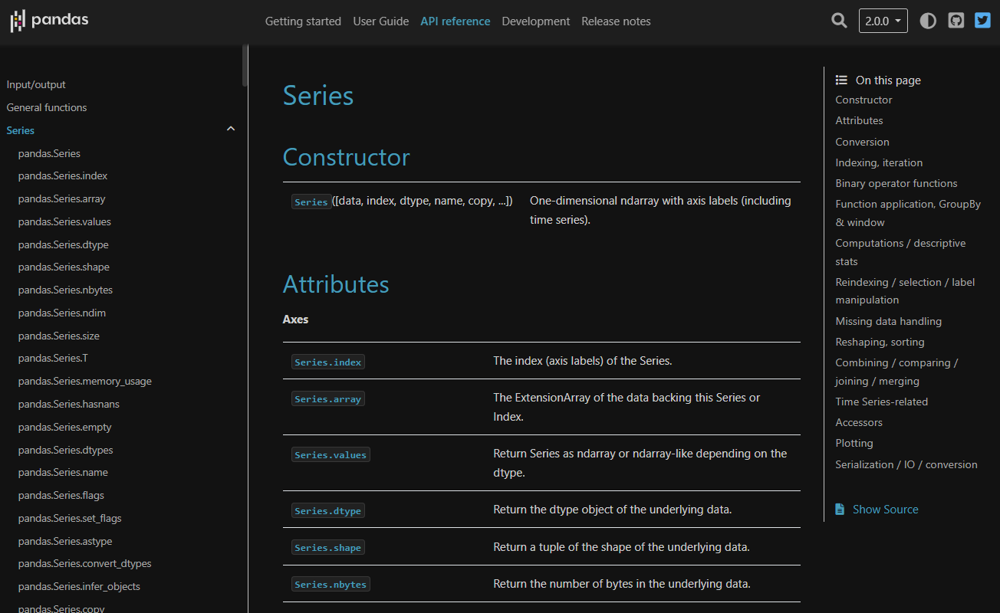 pandas
Getting started User Guide API reference Development Release notes
2.0.0
Input/output
General functions
Series
pandas.Series
pandas.Series.index
pandas.Series.array
pandas.Series.values
pandas.Series.dtype
pandas.Series.shape
pandas.Series.nbytes
pandas.Series.ndim
pandas.Series.size
pandas.Series.T
pandas.Series.memory_usage
pandas.Series.hasnans
pandas.Series.empty
pandas.Series.dtypes
pandas.Series.name
pandas.Series.flags
pandas.Series.set_flags
pandas.Series.astype
pandas.Series.convert_dtypes
pandas.Series.infer_objects
pandas.Series.copy
Series
Constructor
Series([data, index, dtype, name, copy, ...]) One-dimensional ndarray with axis labels (including
time series).
Attributes
Axes
Series.index The index (axis labels) of the Series.
Series.array The ExtensionArray of the data backing this Series or
Index.
Series.values Return Series as ndarray or ndarray-like depending on the
dtype.
Series.dtype Return the dtype object of the underlying data.
Series.shape Return a tuple of the shape of the underlying data.
Series.nbytes Return the number of bytes in the underlying data.
On this page
Constructor
Attributes
Conversion
Indexing, iteration
Binary operator functions
Function application, GroupBy
& window
Computations / descriptive
stats
Reindexing / selection / label
manipulation
Missing data handling
Reshaping, sorting
Combining / comparing /
joining / merging
Time Series-related
Accessors
Plotting
Serialization / IO / conversion
Show Source